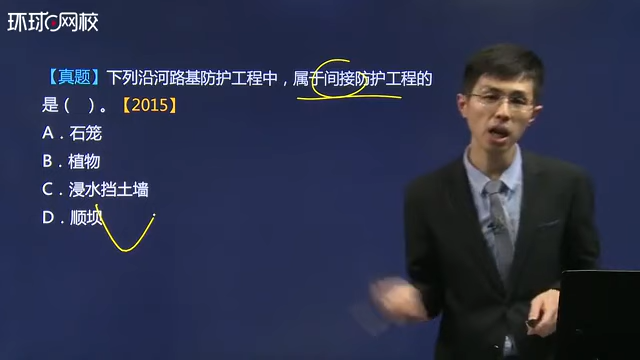 环球网校
【真题】下列沿河路基防护工程中，属于间接防护工程的
是（ ）。【2015】
A．石笼
B．植物
C．浸水挡土墙
D．顺坝